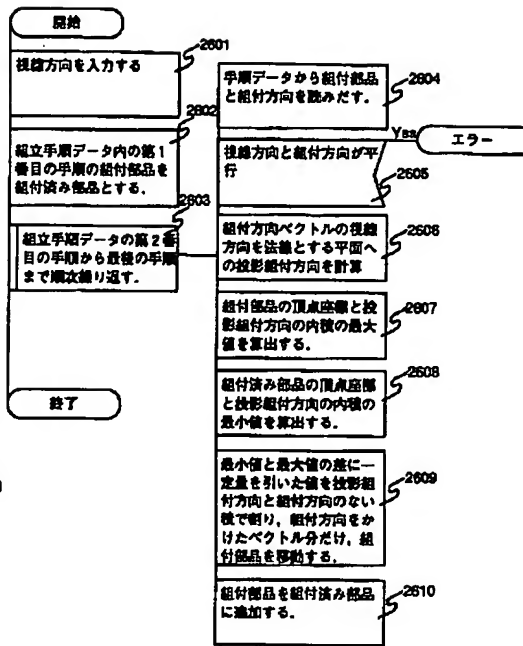 開始
2601
視線方向を入力する
2602
組立手順データ内の第1
番目の手順の組付部品を
組付済み部品とする。
2603
組立手順データの第2番
目の手順から最後の手順
まで順次繰り返す。
終了
手順データから組付部品
と組付方向を読みだす。
2604
Yes
エラー
視線方向と組付方向が平
行
2605
組付方向ベクトルの視線
方向を法線とする平面へ
の投影組付方向を計算
2606
組付部品の頂点座標と投
影組付方向の内積の最大
値を算出する。
2607
組付済み部品の頂点座標
と投影組付方向の内積の
最小値を算出する。
2608
最小値と最大値の差に一
定量を引いた値を投影組
付方向と組付方向のない
積で割り，組付方向をか
けたベクトル分だけ，組
付部品を移動する。
2609
組付部品を組付済み部品
に追加する。
2610